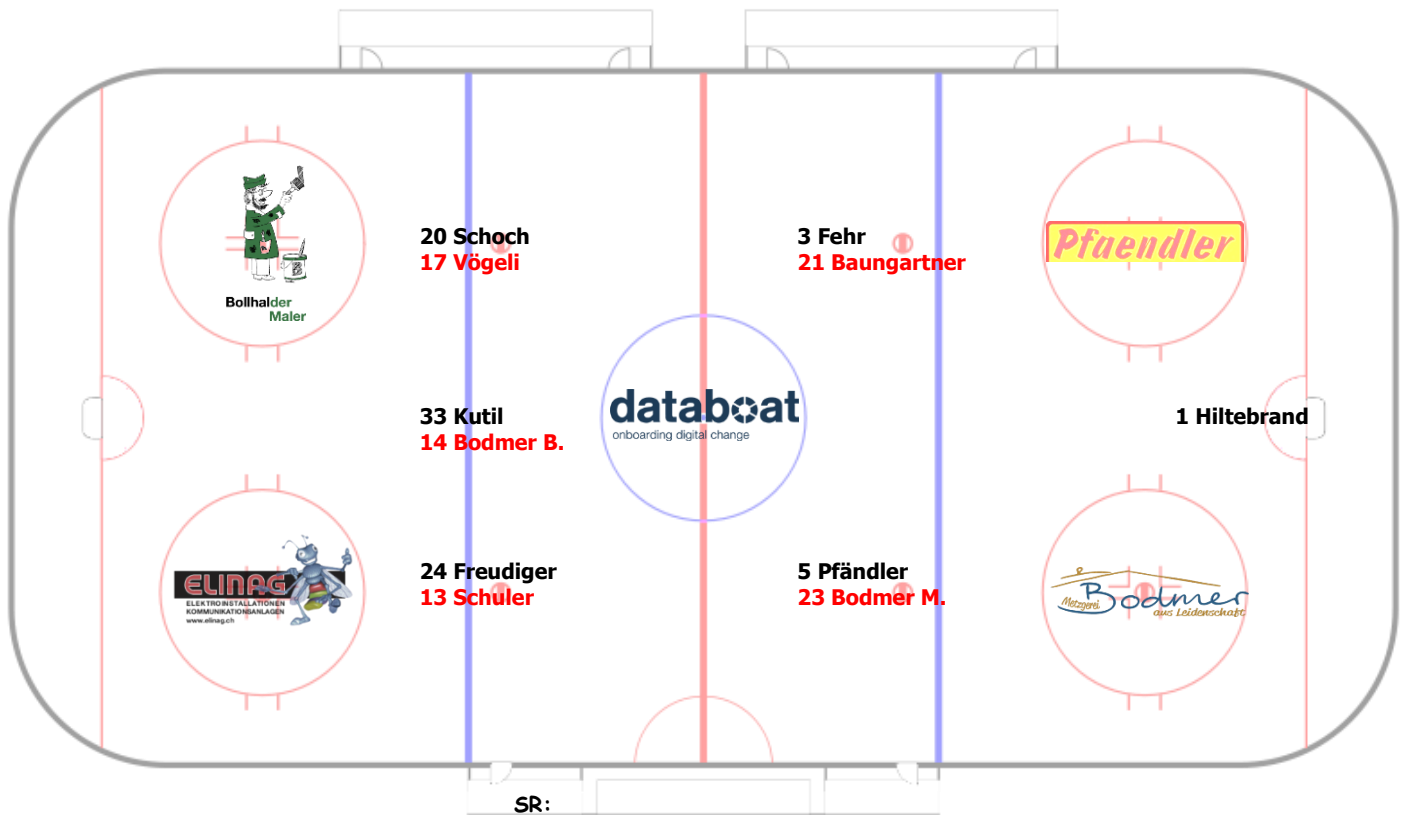 20 Schoch
17 Vögeli
3 Fehr
21 Baungartner
Pfaendler
Bollhalder
Maler
33 Kutil
14 Bodmer B.
databoat
onboarding digital change
1 Hiltebrand
24 Freudiger
13 Schuler
5 Pfändler
23 Bodmer M.
ELINAG
ELEKTROINSTALLATIONEN
KOMMUNIKATIONSANLAGEN
www.elinag.ch
Metzgerei Bodmer
aus Leidenschaft
SR: